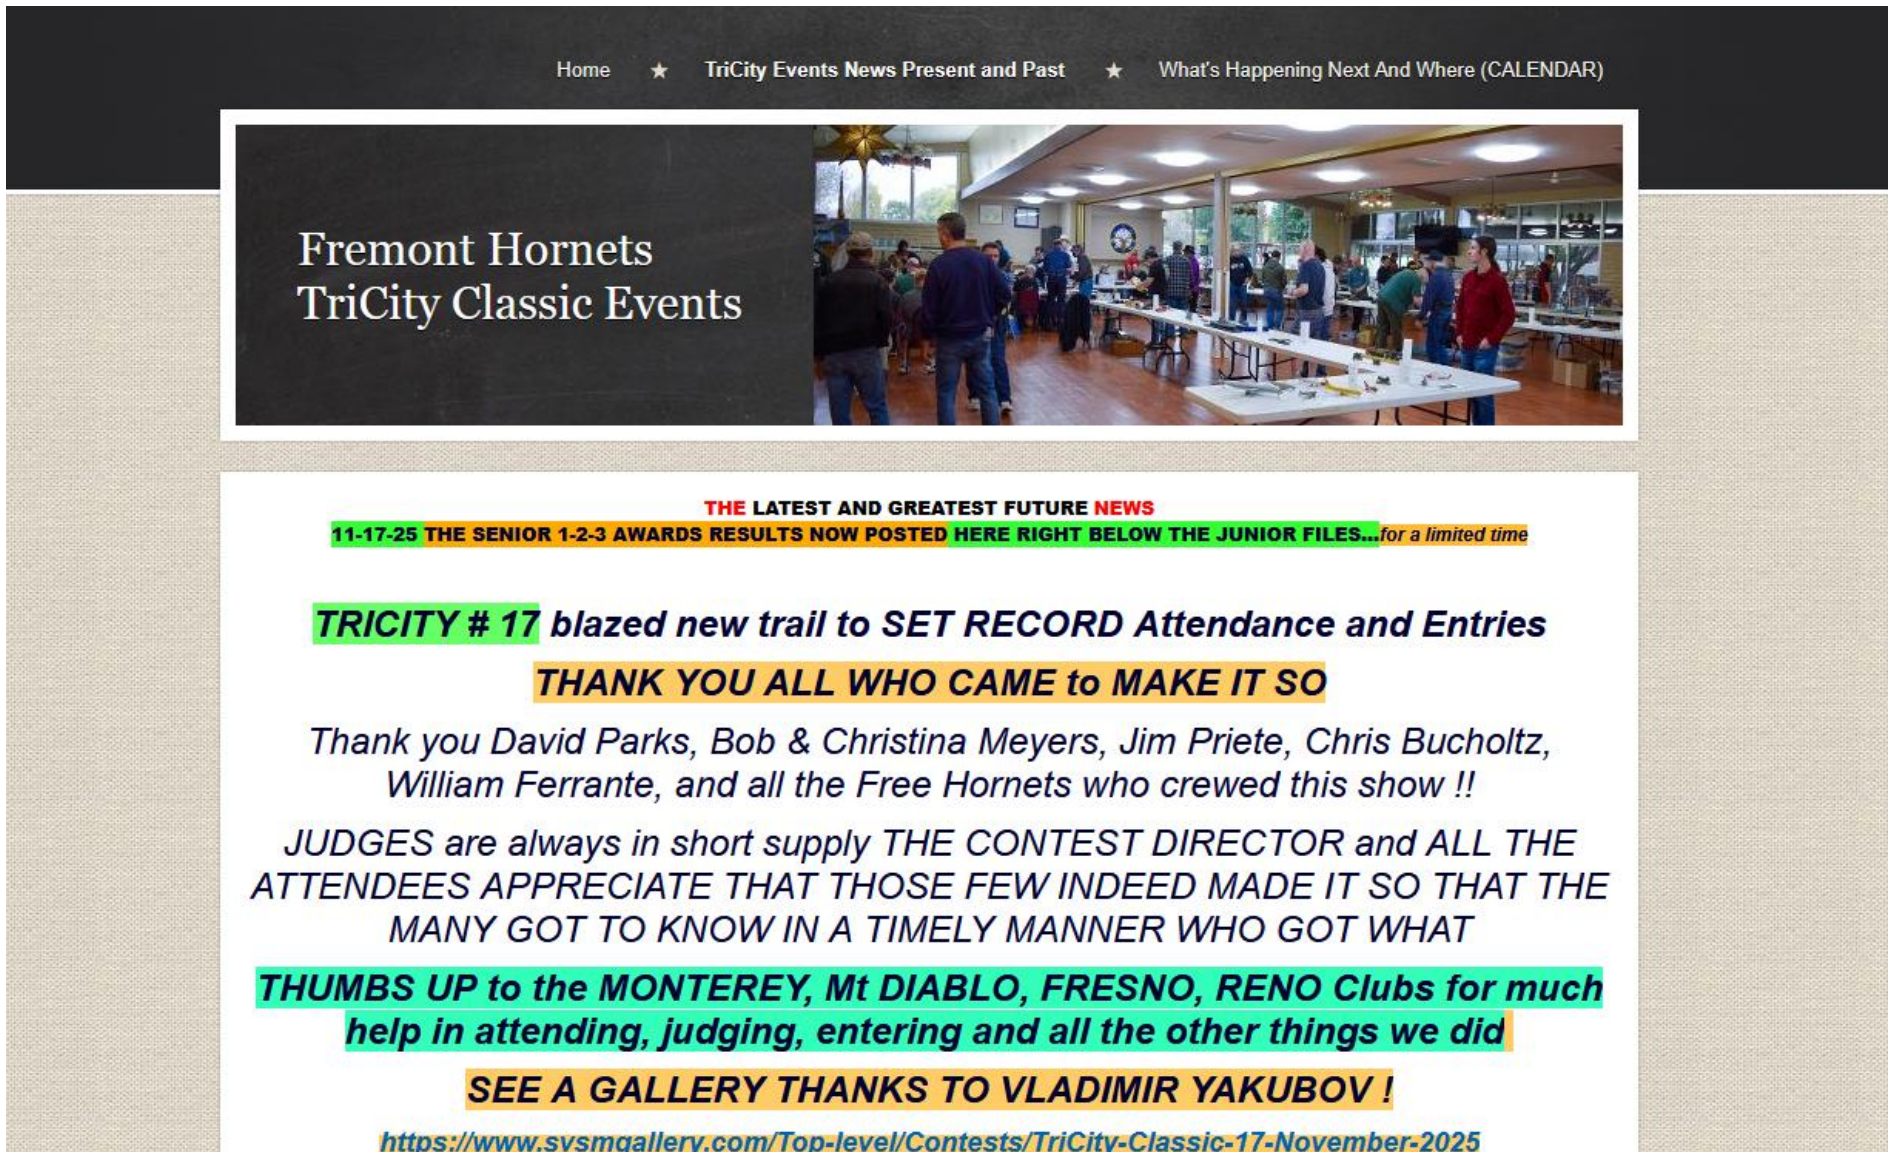 Home ★ TriCity Events News Present and Past ★ What's Happening Next And Where (CALENDAR)
Fremont Hornets
TriCity Classic Events
THE LATEST AND GREATEST FUTURE NEWS
11-17-25 THE SENIOR 1-2-3 AWARDS RESULTS NOW POSTED HERE RIGHT BELOW THE JUNIOR FILES...for a limited time
TRICITY # 17 blazed new trail to SET RECORD Attendance and Entries
THANK YOU ALL WHO CAME to MAKE IT SO
Thank you David Parks, Bob & Christina Meyers, Jim Priete, Chris Bucholtz,
William Ferrante, and all the Free Hornets who crewed this show !!
JUDGES are always in short supply THE CONTEST DIRECTOR and ALL THE
ATTENDEES APPRECIATE THAT THOSE FEW INDEED MADE IT SO THAT THE
MANY GOT TO KNOW IN A TIMELY MANNER WHO GOT WHAT
THUMBS UP to the MONTEREY, Mt DIABLO, FRESNO, RENO Clubs for much
help in attending, judging, entering and all the other things we did
SEE A GALLERY THANKS TO VLADIMIR YAKUBOV !
https://www.svsmgallery.com/Top-level/Contests/TriCity-Classic-17-November-2025